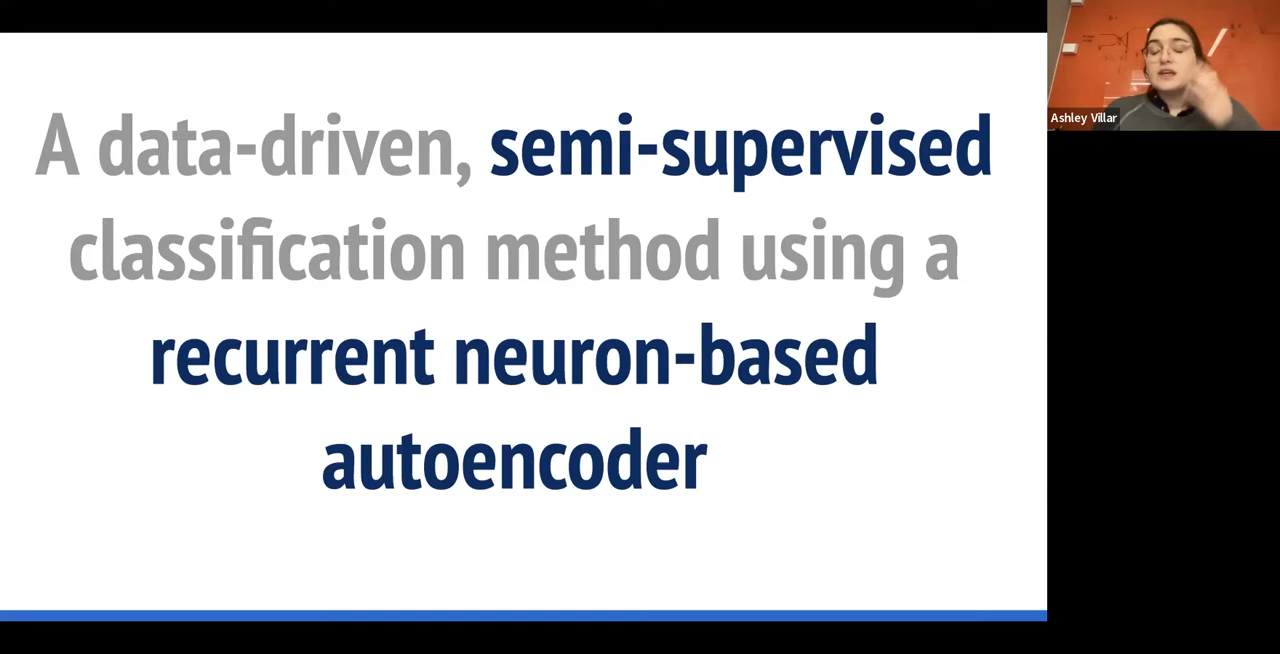 A data-driven, semi-supervised
classification method using a
recurrent neuron-based
autoencoder
Ashley Villar